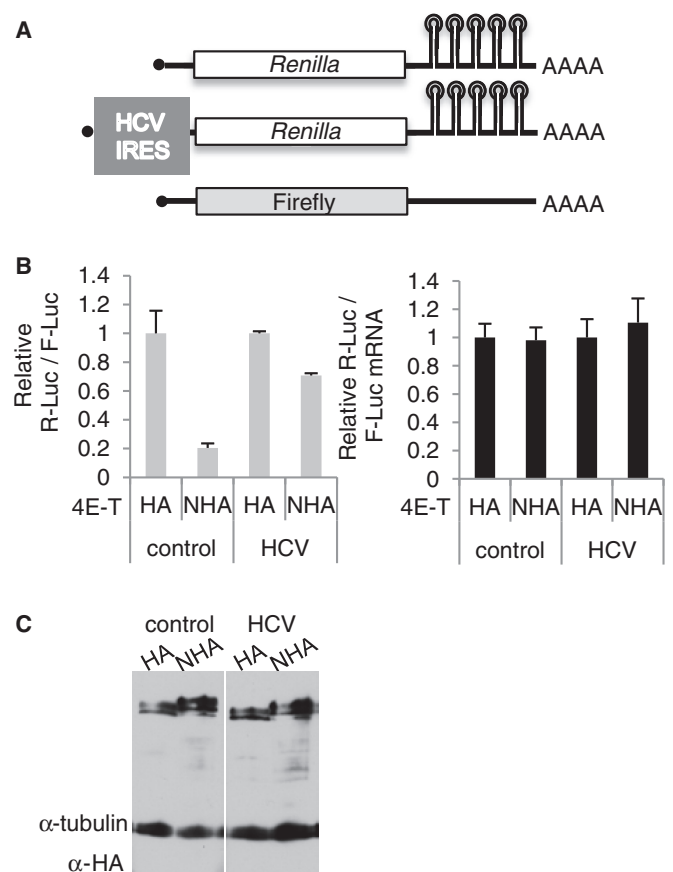 A
Renilla
AAAA
HCV
IRES
Renilla
AAAA
Firefly
AAAA
B
Relative
R-Luc / F-Luc
1.4
1.2
1
0.8
0.6
0.4
0.2
0
4E-T HA NHA HA NHA
control HCV
Relative R-Luc /
F-Luc mRNA
1.4
1.2
1
0.8
0.6
0.4
0.2
0
4E-T HA NHA HA NHA
control HCV
C
control HCV
HA NHA HA NHA
α-tubulin
α-HA